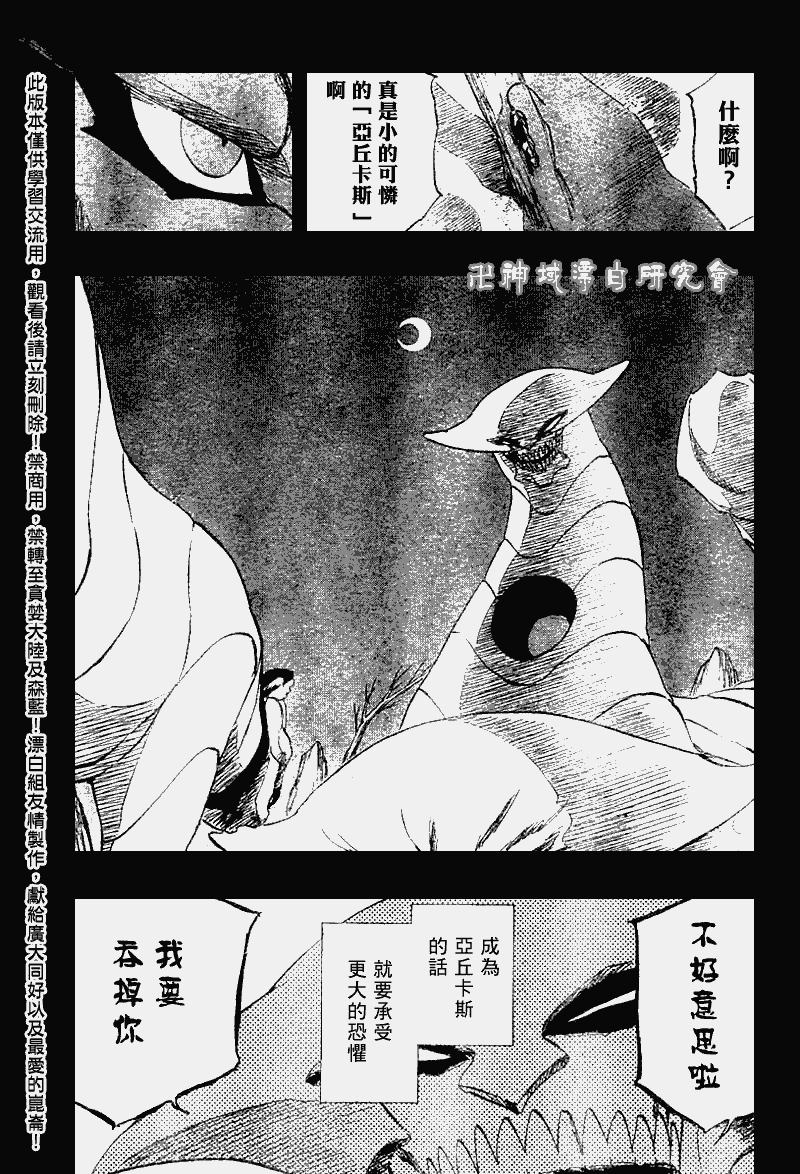 什麼啊？
真是小的可憐
的「亞丘卡斯」
啊
卍神域漂白研究會
不好意思啦
成為
亞丘卡斯
的話
就要承受
更大的恐懼
我要
吞掉你
此版本僅供學習交流用，觀看後請立刻刪除！禁商用，禁轉至貪婪大陸及森藍！漂白組友情製作，獻給廣大同好以及最愛的崑崙！